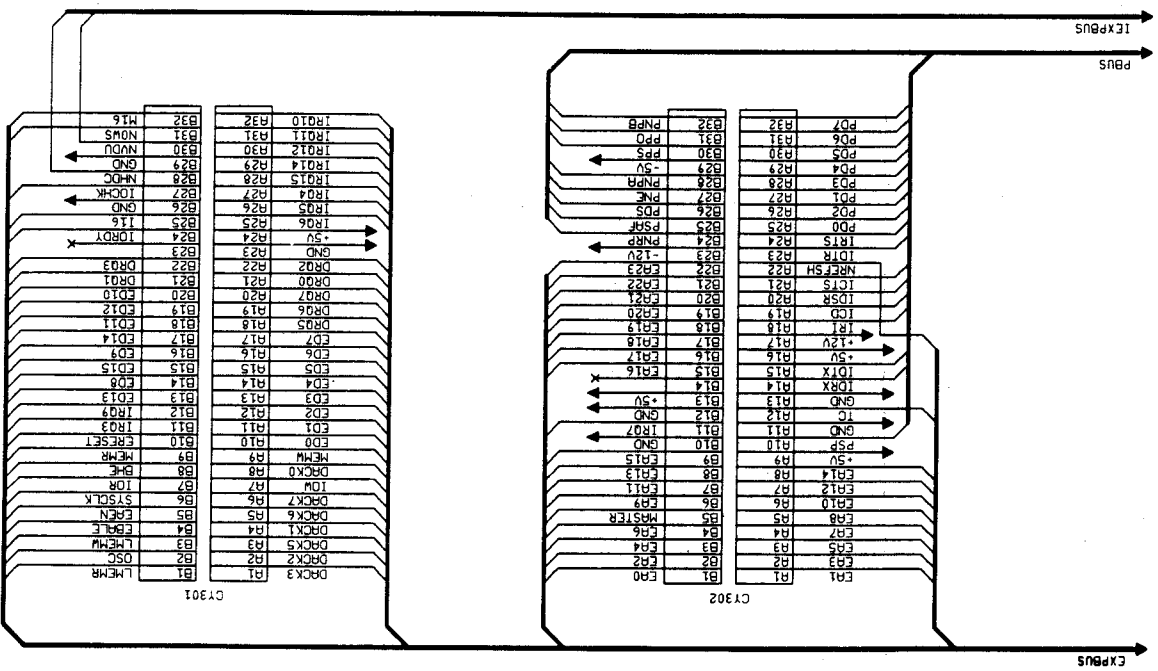 EXPBUS
CY302
EA1 A1 B1 EA0
EA3 A2 B2 EA2
EA5 A3 B3 EA4
EA7 A4 B4 EA6
EA8 A5 B5 MASTER
EA10 A6 B6 EA9
EA12 A7 B7 EA11
EA14 A8 B8 EA13
+5V A9 B9 EA15
PSP A10 B10 GND
GND A11 B11 IRQ7
TC A12 B12 GND
GND A13 B13 +5V
IDRX A14 B14
IDTX A15 B15 EA16
+5V A16 B16 EA17
+12V A17 B17 EA18
IRI A18 B18 EA19
ICD A19 B19 EA20
IDSR A20 B20 EA21
ICTS A21 B21 EA22
NREFSH A22 B22 EA23
IDTR A23 B23 -12V
IRTS A24 B24 PNRP
PD0 A25 B25 PSAF
PD2 A26 B26 PDS
PD1 A27 B27 PNE
PD3 A28 B28 PNPA
PD4 A29 B29 -5V
PD5 A30 B30 PPS
PD6 A31 B31 PPO
PD7 A32 B32 PNPB
CY301
DACK3 A1 B1 LMEMR
DACK2 A2 B2 OSC
DACK5 A3 B3 LMEMW
DACK1 A4 B4 EBALE
DACK6 A5 B5 EAEN
DACK7 A6 B6 SYSCLK
IOW A7 B7 IOR
DACK0 A8 B8 BHE
MEMW A9 B9 MEMR
ED0 A10 B10 ERESET
ED1 A11 B11 IRQ3
ED2 A12 B12 IRQ9
ED3 A13 B13 ED13
ED4 A14 B14 ED8
ED5 A15 B15 ED15
ED6 A16 B16 ED9
ED7 A17 B17 ED14
DRQ5 A18 B18 ED11
DRQ6 A19 B19 ED12
DRQ7 A20 B20 ED10
DRQ0 A21 B21 DRQ1
DRQ2 A22 B22 DRQ3
GND A23 B23
+5V A24 B24 IORDY
IRQ6 A25 B25 I16
IRQ5 A26 B26 GND
IRQ4 A27 B27 IOCHK
IRQ15 A28 B28 NHDC
IRQ14 A29 B29 GND
IRQ12 A30 B30 NVDU
IRQ11 A31 B31 NOWS
IRQ10 A32 B32 M16
PBUS
IEXPBUS